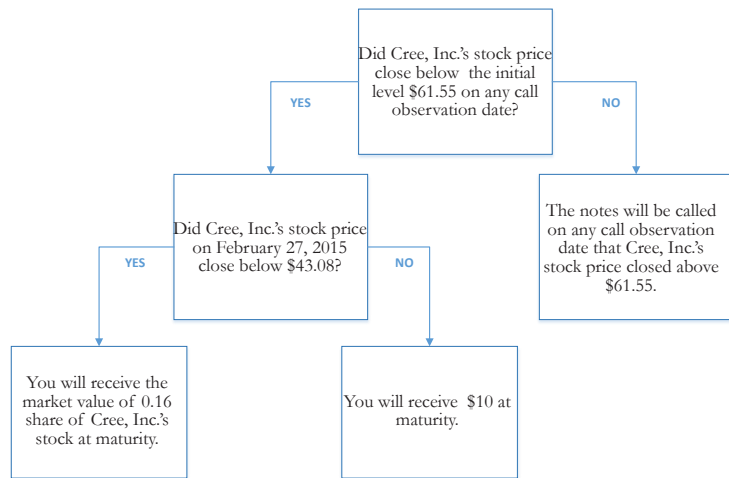 Did Cree, Inc.'s stock price
close below the initial
level $61.55 on any call
observation date?
YES
NO
Did Cree, Inc.'s stock price
on February 27, 2015
close below $43.08?
The notes will be called
on any call observation
date that Cree, Inc.'s
stock price closed above
$61.55.
YES
NO
You will receive the
market value of 0.16
share of Cree, Inc.'s
stock at maturity.
You will receive $10 at
maturity.